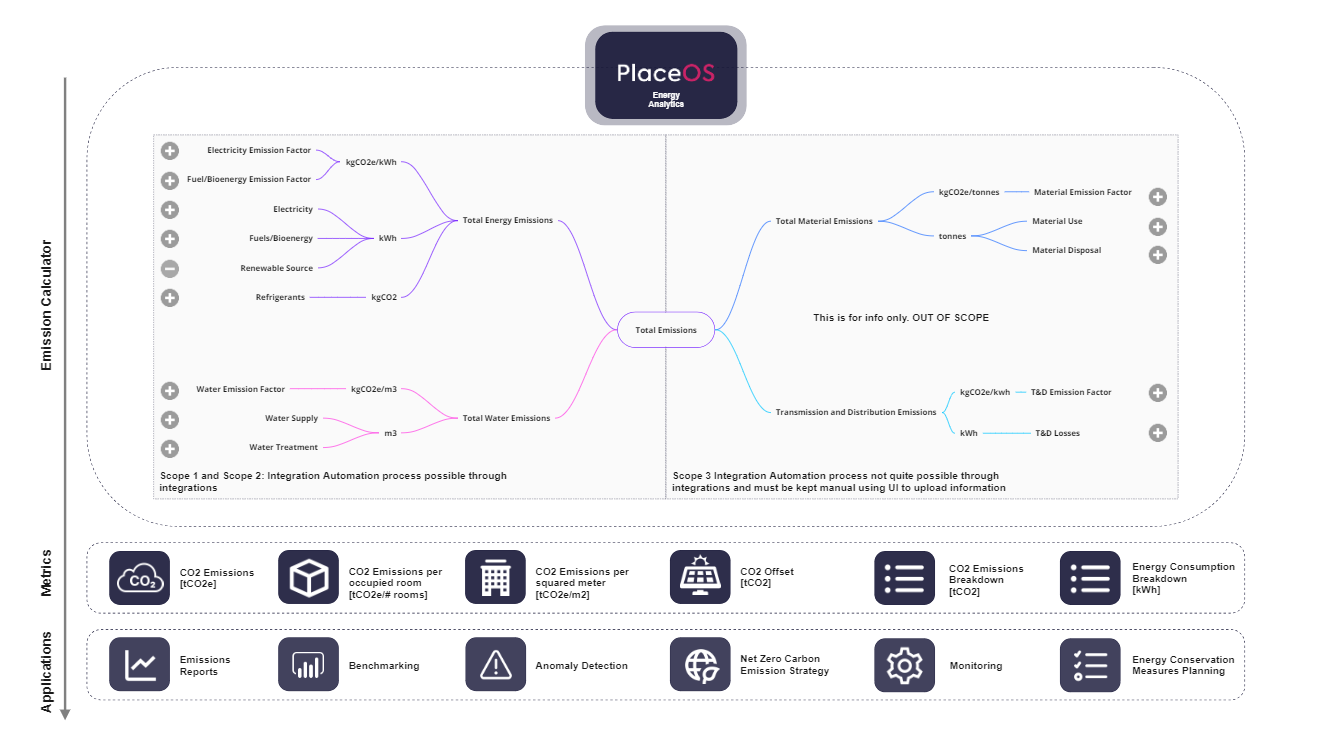 PlaceOS
Energy
Analytics
Emission Calculator
Electricity Emission Factor
Fuel/Bioenergy Emission Factor
kgCO2e/kWh
Electricity
Fuels/Bioenergy
Renewable Source
kWh
Refrigerants
kgCO2
Total Energy Emissions
Water Emission Factor
kgCO2e/m3
Water Supply
Water Treatment
m3
Total Water Emissions
Scope 1 and Scope 2: Integration Automation process possible through
integrations
Total Emissions
Total Material Emissions
kgCO2e/tonnes
Material Emission Factor
tonnes
Material Use
Material Disposal
This is for info only. OUT OF SCOPE
Transmission and Distribution Emissions
kgCO2e/kwh
T&D Emission Factor
kWh
T&D Losses
Scope 3 Integration Automation process not quite possible through
integrations and must be kept manual using UI to upload information
Metrics
CO2
CO2 Emissions
[tCO2e]
CO2 Emissions per
occupied room
[tCO2e/# rooms]
CO2 Emissions per
squared meter
[tCO2e/m2]
CO2 Offset
[tCO2]
CO2 Emissions
Breakdown
[tCO2]
Energy Consumption
Breakdown
[kWh]
Applications
Emissions
Reports
Benchmarking
Anomaly Detection
Net Zero Carbon
Emission Strategy
Monitoring
Energy Conservation
Measures Planning